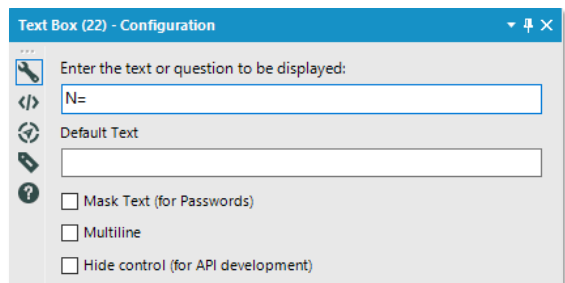 Text Box (22) - Configuration
Enter the text or question to be displayed:
N=
Default Text
Mask Text (for Passwords)
Multiline
Hide control (for API development)